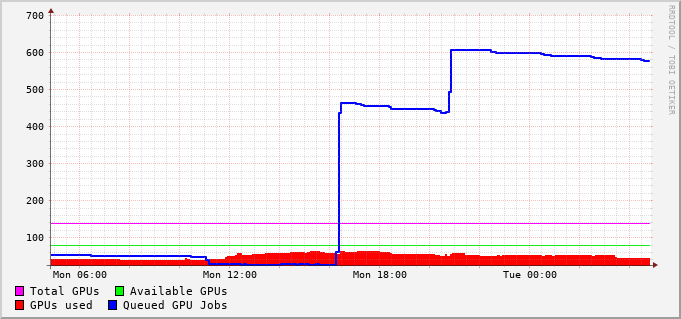 700
600
500
400
300
200
100
Mon 06:00 Mon 12:00 Mon 18:00 Tue 00:00
Total GPUs Available GPUs
GPUs used Queued GPU Jobs
RRDTOOL / TOBI OETIKER